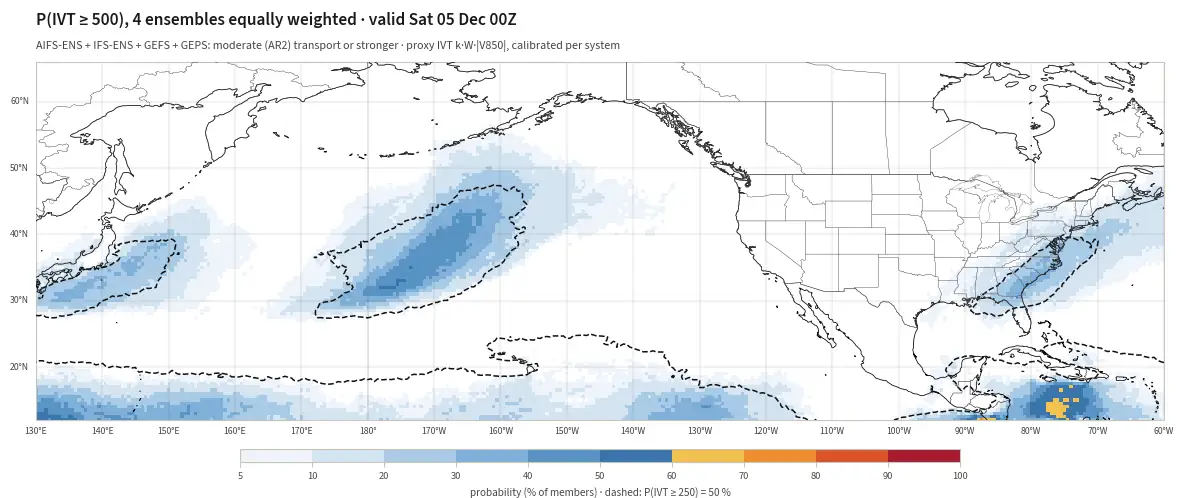 P(IVT ≥ 500), 4 ensembles equally weighted · valid Sat 05 Dec 00Z
AIFS-ENS + IFS-ENS + GEFS + GEPS: moderate (AR2) transport or stronger · proxy IVT k·W·|V850|, calibrated per system
60°N
50°N
40°N
30°N
20°N
130°E 140°E 150°E 160°E 170°E 180° 170°W 160°W 150°W 140°W 130°W 120°W 110°W 100°W 90°W 80°W 70°W 60°W
5 10 20 30 40 50 60 70 80 90 100
probability (% of members) · dashed: P(IVT ≥ 250) = 50 %